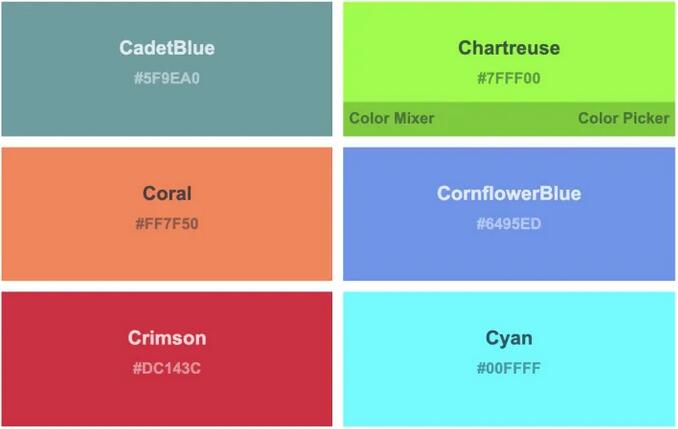 CadetBlue
#5F9EA0
Chartreuse
#7FFF00
Color Mixer
Color Picker
Coral
#FF7F50
CornflowerBlue
#6495ED
Crimson
#DC143C
Cyan
#00FFFF